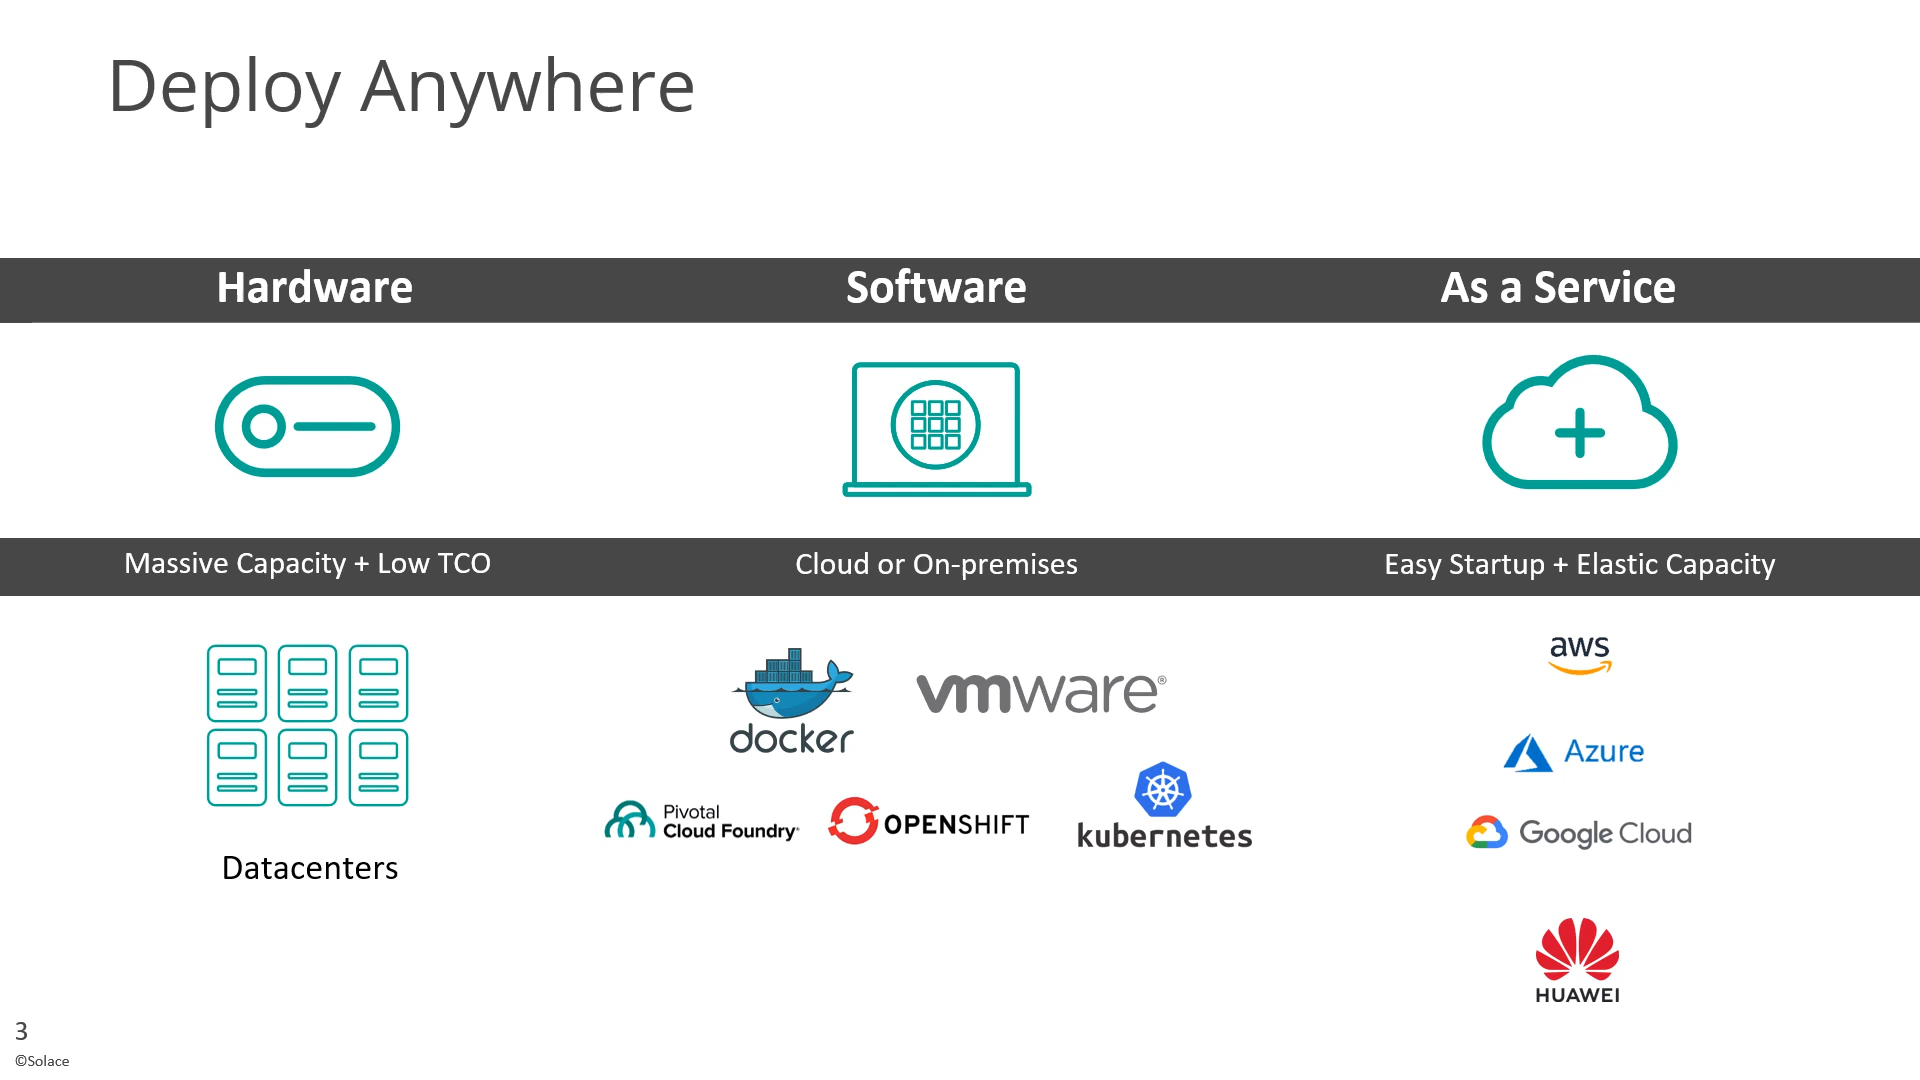 Deploy Anywhere
Hardware
Software
As a Service
Massive Capacity + Low TCO
Cloud or On-premises
Easy Startup + Elastic Capacity
Datacenters
docker
vmware®
Pivotal
Cloud Foundry®
OPENSHIFT
kubernetes
aws
Azure
Google Cloud
HUAWEI
3
©Solace